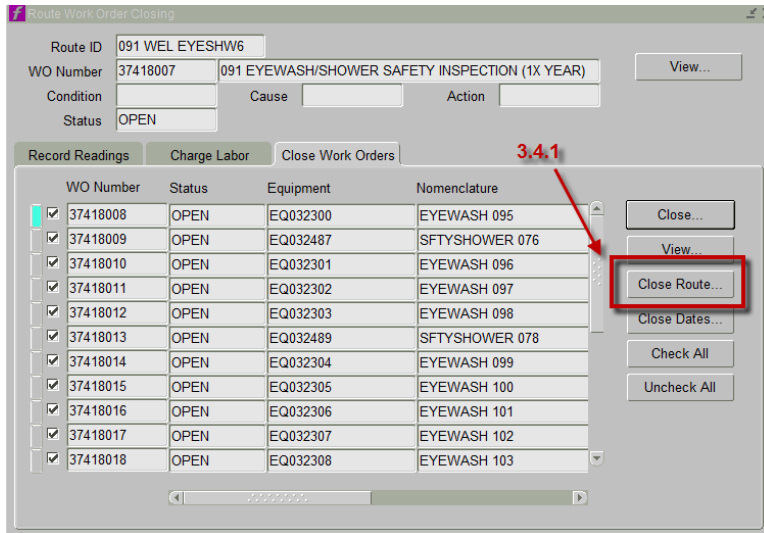 Route Work Order Closing
Route ID 091 WEL EYESHW6
WO Number 37418007 091 EYEWASH/SHOWER SAFETY INSPECTION (1X YEAR) View...
Condition Cause Action
Status OPEN
Record Readings Charge Labor Close Work Orders 3.4.1
WO Number Status Equipment Nomenclature
37418008 OPEN EQ032300 EYEWASH 095 Close...
37418009 OPEN EQ032487 SFTYSHOWER 076 View...
37418010 OPEN EQ032301 EYEWASH 096
37418011 OPEN EQ032302 EYEWASH 097 Close Route...
37418012 OPEN EQ032303 EYEWASH 098 Close Dates...
37418013 OPEN EQ032489 SFTYSHOWER 078
37418014 OPEN EQ032304 EYEWASH 099 Check All
37418015 OPEN EQ032305 EYEWASH 100 Uncheck All
37418016 OPEN EQ032306 EYEWASH 101
37418017 OPEN EQ032307 EYEWASH 102
37418018 OPEN EQ032308 EYEWASH 103